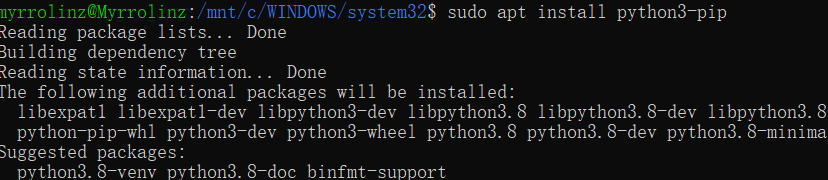 myrrolinz@Myrrolinz:/mnt/c/WINDOWS/system32$ sudo apt install python3-pip
Reading package lists... Done
Building dependency tree
Reading state information... Done
The following additional packages will be installed:
  libexpat1 libexpat1-dev libpython3-dev libpython3.8 libpython3.8-dev libpython3.8-
  python-pip-whl python3-dev python3-wheel python3.8 python3.8-dev python3.8-minima
Suggested packages:
  python3.8-venv python3.8-doc binfmt-support